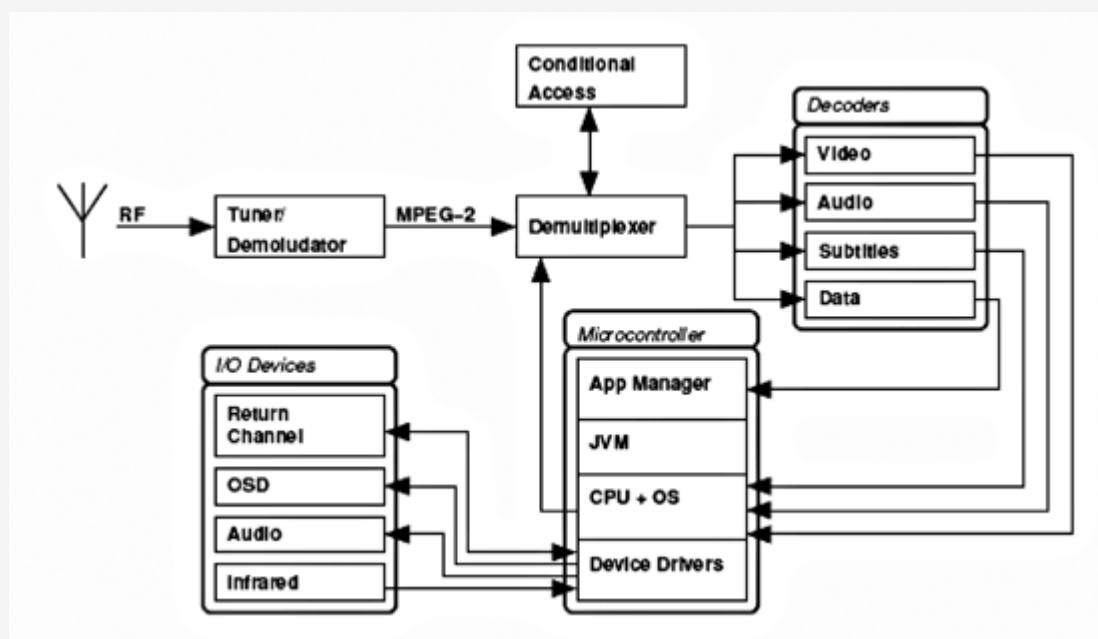 Conditional
Access
Decoders
Video
Audio
Subtitles
Data
RF
Tuner/
Demoludator
MPEG-2
Demultiplexer
Microcontroller
App Manager
JVM
CPU + OS
Device Drivers
I/O Devices
Return
Channel
OSD
Audio
Infrared